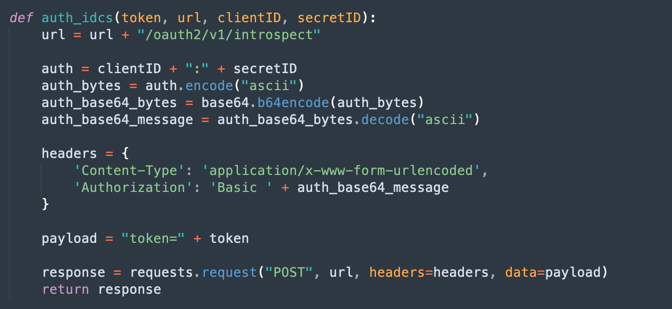 def auth_idcs(token, url, clientID, secretID):
    url = url + "/oauth2/v1/introspect"

    auth = clientID + ":" + secretID
    auth_bytes = auth.encode("ascii")
    auth_base64_bytes = base64.b64encode(auth_bytes)
    auth_base64_message = auth_base64_bytes.decode("ascii")

    headers = {
        'Content-Type': 'application/x-www-form-urlencoded',
        'Authorization': 'Basic ' + auth_base64_message
    }

    payload = "token=" + token

    response = requests.request("POST", url, headers=headers, data=payload)
    return response